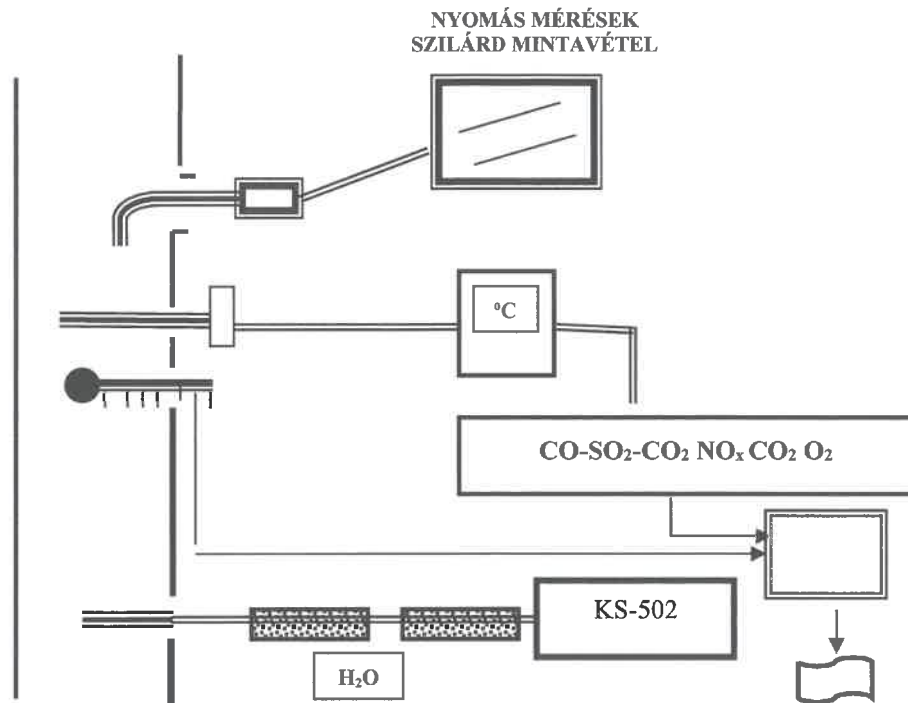 NYOMÁS MÉRÉSEK
SZILÁRD MINTAVÉTEL
°C
CO-SO₂-CO₂ NOₓ CO₂ O₂
KS-502
H₂O